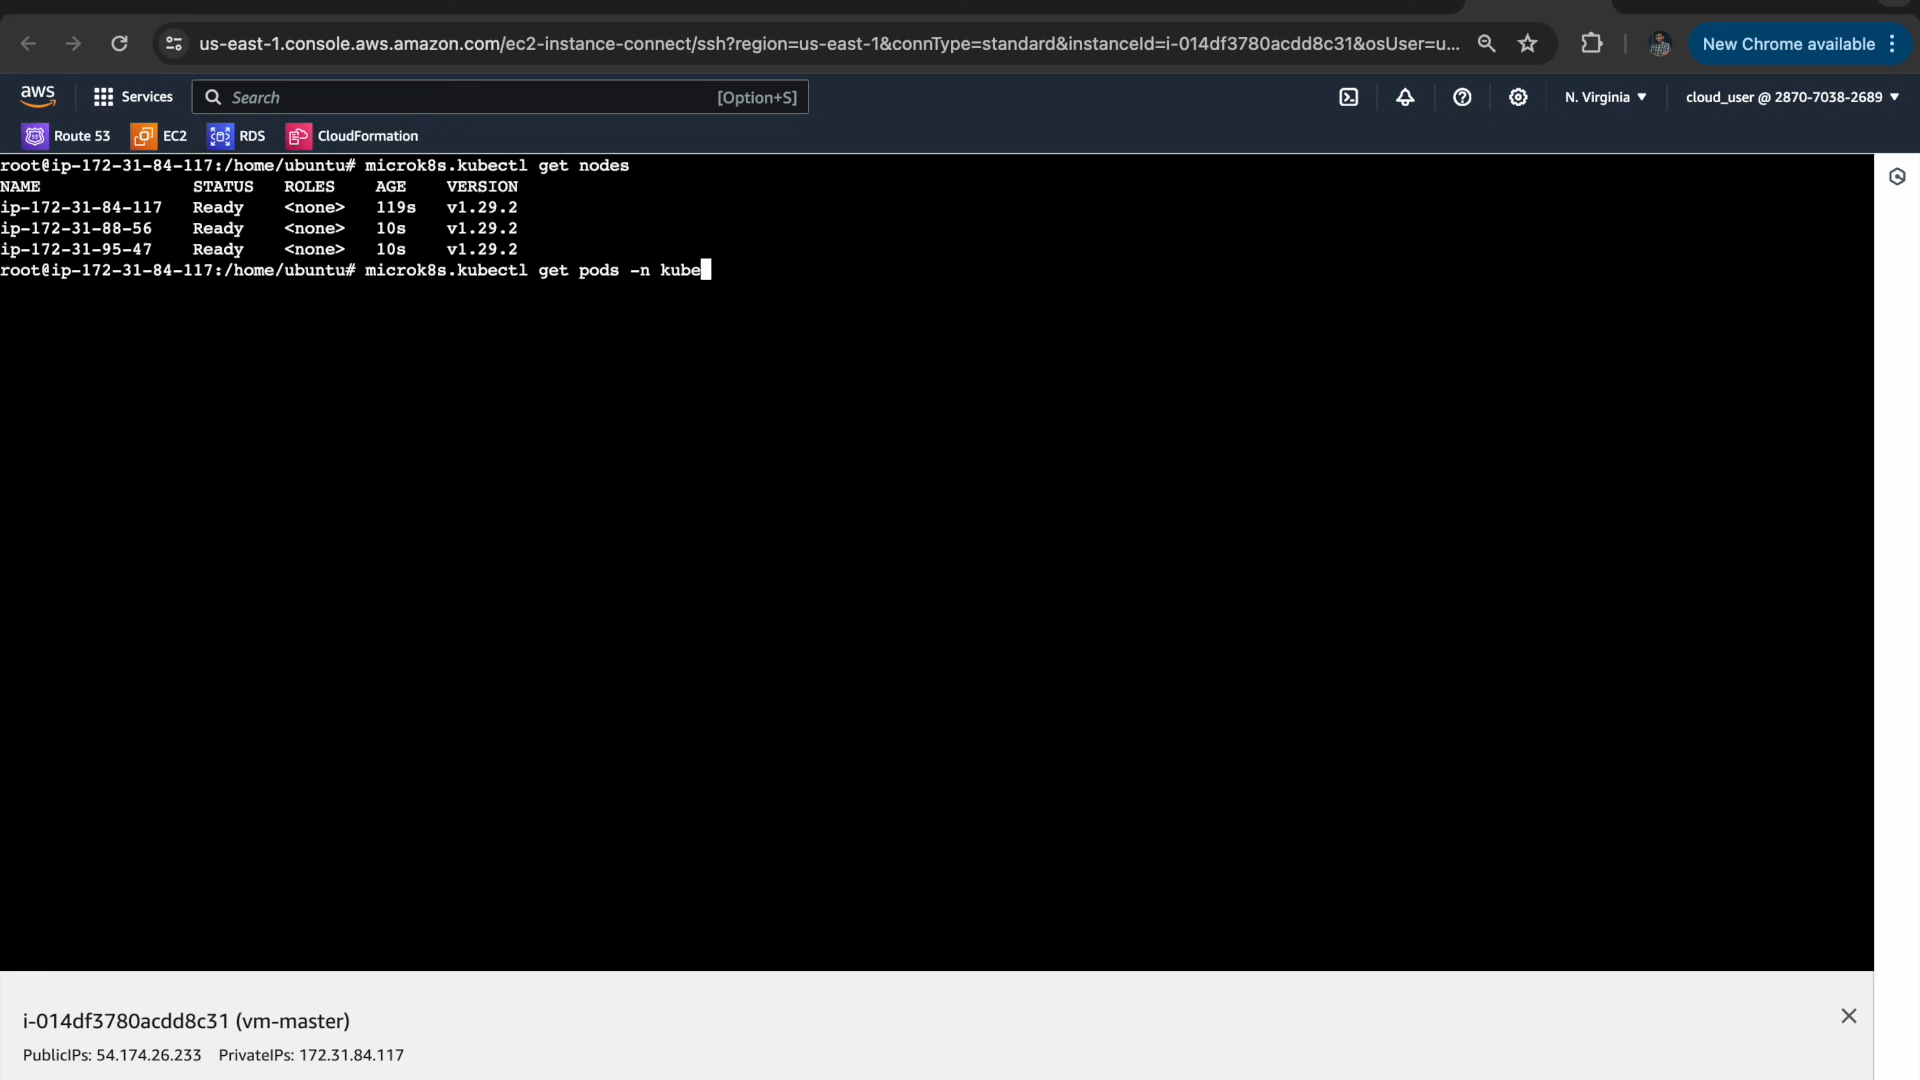 us-east-1.console.aws.amazon.com/ec2-instance-connect/ssh?region=us-east-1&connType=standard&instanceId=i-014df3780acdd8c31&osUser=u...
New Chrome available
aws
Services
Search
[Option+S]
N. Virginia
cloud_user @ 2870-7038-2689
Route 53
EC2
RDS
CloudFormation
root@ip-172-31-84-117:/home/ubuntu# microk8s.kubectl get nodes
NAME STATUS ROLES AGE VERSION
ip-172-31-84-117 Ready <none> 119s v1.29.2
ip-172-31-88-56 Ready <none> 10s v1.29.2
ip-172-31-95-47 Ready <none> 10s v1.29.2
root@ip-172-31-84-117:/home/ubuntu# microk8s.kubectl get pods -n kube
i-014df3780acdd8c31 (vm-master)
PublicIPs: 54.174.26.233 PrivateIPs: 172.31.84.117